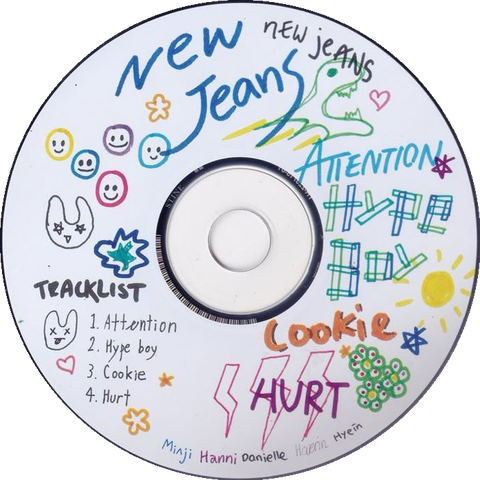 New
NEW JEANS
Jeans
ATTENTION
HYPE
BOY
TRACKLIST
1. Attention
2. Hype boy
3. Cookie
4. Hurt
COOKIE
HURT
Minji Hanni Danielle Haerin Hyein